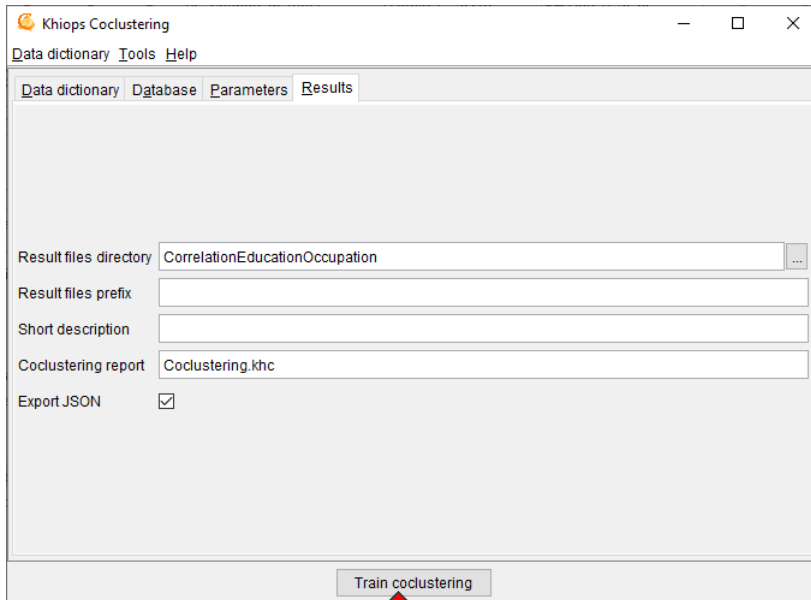 Khiops Coclustering
Data dictionary Tools Help
Data dictionary Database Parameters Results
Result files directory CorrelationEducationOccupation ...
Result files prefix
Short description
Coclustering report Coclustering.khc
Export JSON
Train coclustering